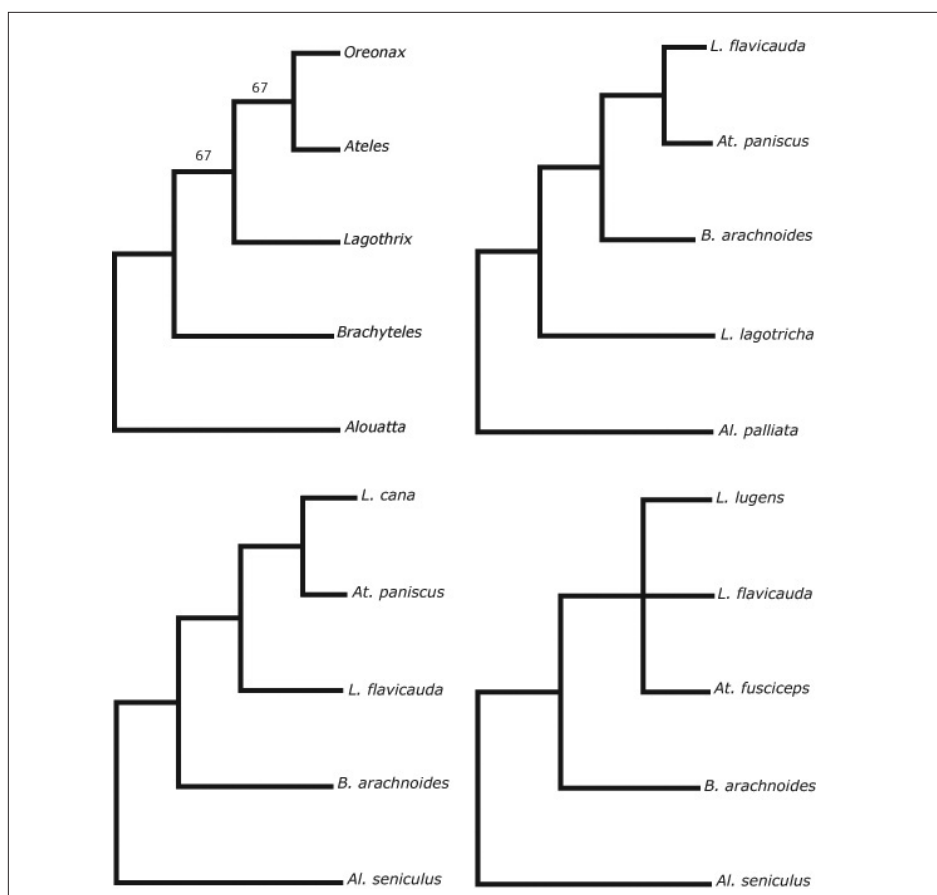 Oreonax
67
Ateles
67
Lagothrix
Brachyteles
Alouatta
L. flavicauda
At. paniscus
B. arachnoides
L. lagotricha
Al. palliata
L. cana
At. paniscus
L. flavicauda
B. arachnoides
Al. seniculus
L. lugens
L. flavicauda
At. fusciceps
B. arachnoides
Al. seniculus